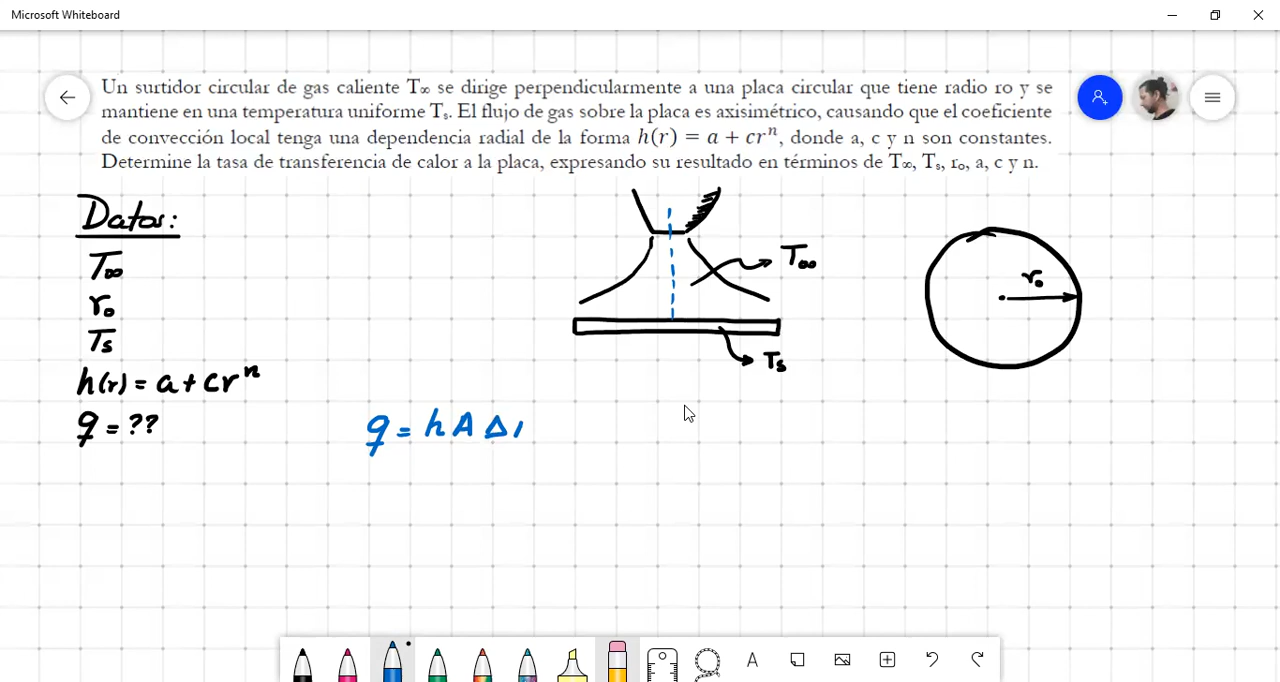 Microsoft Whiteboard
Un surtidor circular de gas caliente T∞ se dirige perpendicularmente a una placa circular que tiene radio ro y se
mantiene en una temperatura uniforme Tₛ. El flujo de gas sobre la placa es axisimétrico, causando que el coeficiente
de convección local tenga una dependencia radial de la forma h(r) = a + crⁿ, donde a, c y n son constantes.
Determine la tasa de transferencia de calor a la placa, expresando su resultado en términos de T∞, Tₛ, rₒ, a, c y n.
Datos:
T∞
r₀
Ts
h(r) = a + crⁿ
q = ??
q = h A Δ
T∞
Ts
r₀
A